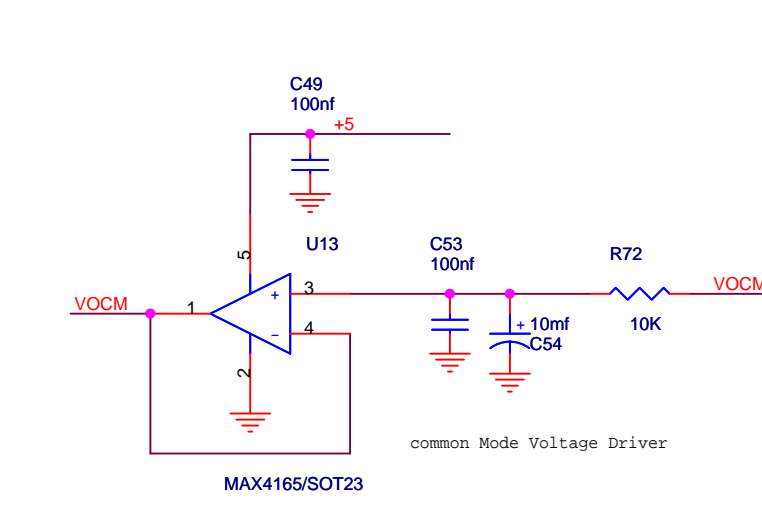 C49
100nf
+5
5
U13
C53
100nf
R72
3
VOCM
VOCM
1
+
+ 10mf
10K
4
−
C54
2
common Mode Voltage Driver
MAX4165/SOT23